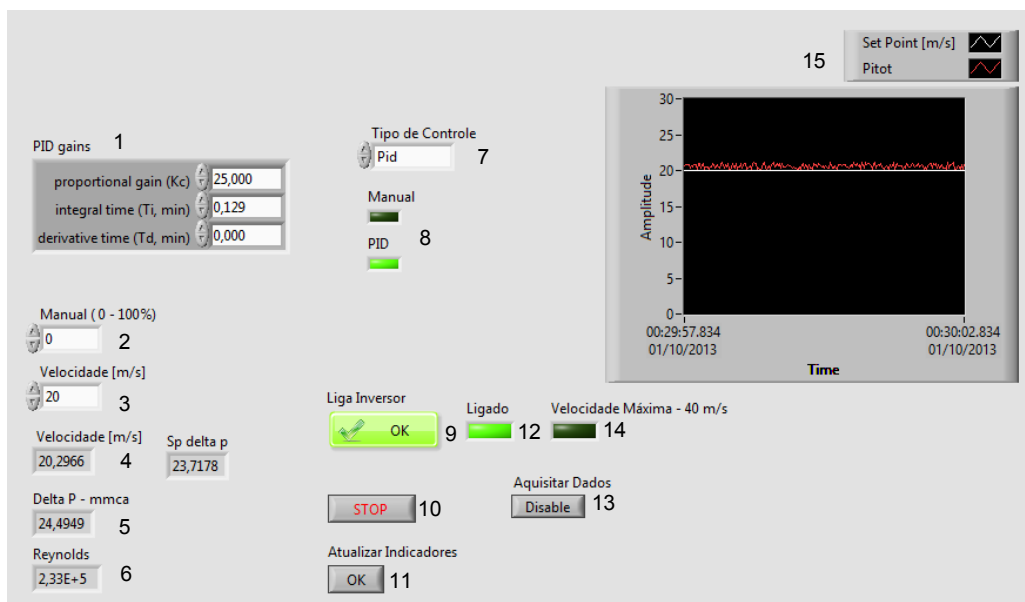 15
Set Point [m/s]
Pitot
PID gains 1
proportional gain (Kc) 25,000
integral time (Ti, min) 0,129
derivative time (Td, min) 0,000
Tipo de Controle
Pid 7
Manual
PID 8
30
25
20
15
10
5
0
Amplitude
00:29:57.834
01/10/2013
00:30:02.834
01/10/2013
Time
Manual ( 0 - 100%)
0 2
Velocidade [m/s]
20 3
Velocidade [m/s]
20,2966 4
Sp delta p
23,7178
Delta P - mmca
24,4949 5
Reynolds
2,33E+5 6
Liga Inversor
OK 9
Ligado
12
Velocidade Máxima - 40 m/s
14
STOP 10
Aquisitar Dados
Disable 13
Atualizar Indicadores
OK 11